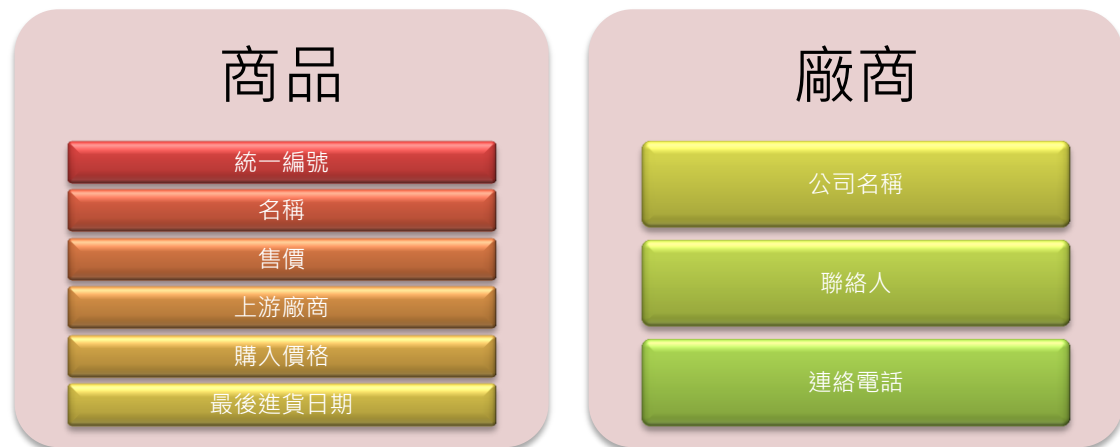 商品
統一編號
名稱
售價
上游廠商
購入價格
最後進貨日期
廠商
公司名稱
聯絡人
連絡電話